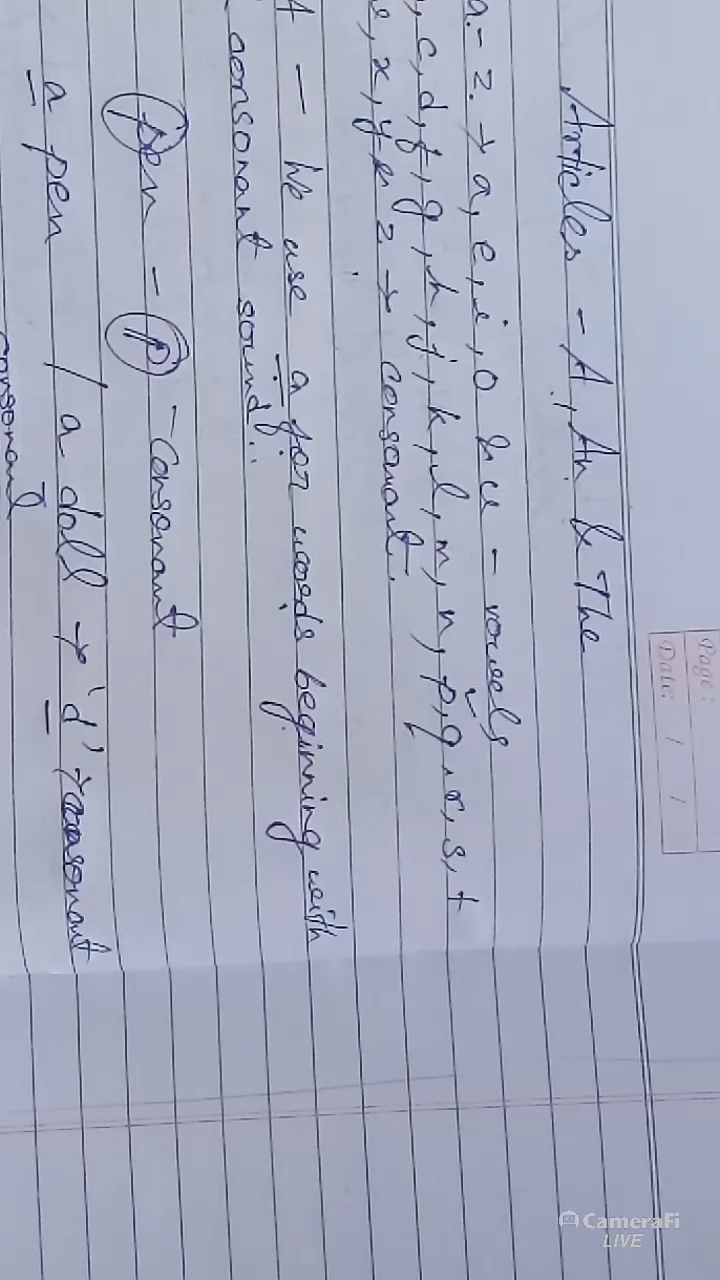 Page:
Date: / /
Articles - A, An & The
a - z. → a, e, i, o & u - vowels
, c, d, f, g, h, j, k, l, m, n, p, q, r, s, t
x, y & z → consonant.
A - We use a for words beginning with
consonant sound.
pen - p - consonant
a pen / a doll → 'd' → consonant
consonant
CameraFi
LIVE